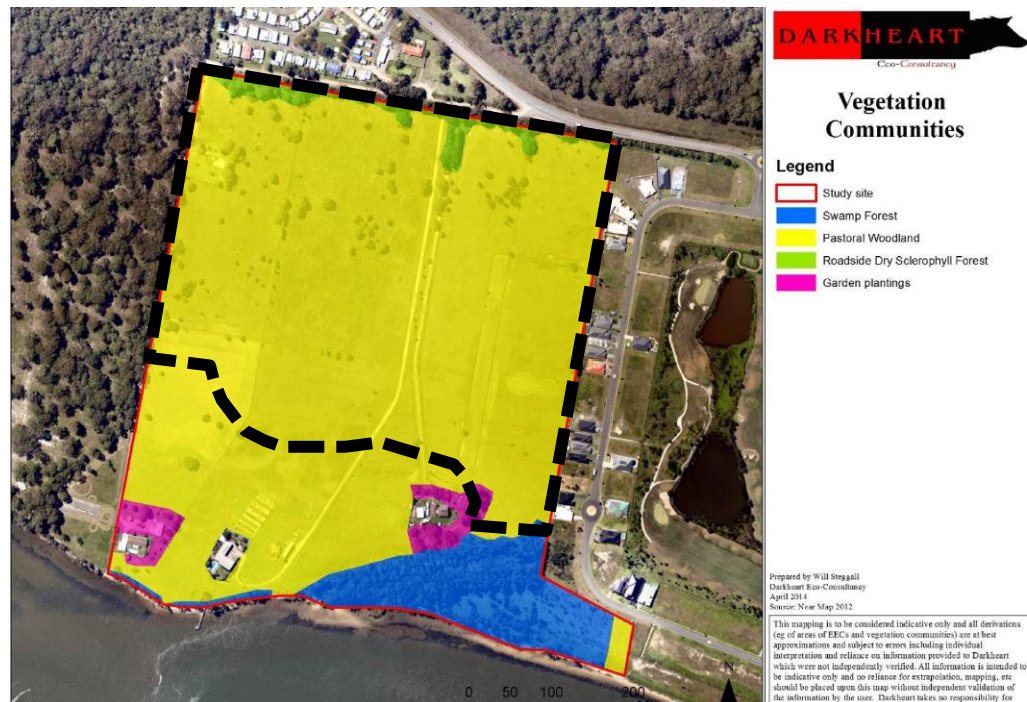 DARKHEART
Eco-Consultancy
Vegetation
Communities
Legend
Study site
Swamp Forest
Pastoral Woodland
Roadside Dry Sclerophyll Forest
Garden plantings
Prepared by Will Steggall
Darkheart Eco-Consultancy
April 2014
Source: Near Map 2012
This mapping is to be considered indicative only and all derivations
(eg of areas of EECs and vegetation communities) are at best
approximations and subject to errors including individual
interpretation and reliance on information provided to Darkheart
which were not independently verified. All information is intended to
be indicative only and no reliance for extrapolation, mapping, etc
should be placed upon this map without independent validation of
the information by the user. Darkheart takes no responsibility for
N
0 50 100 200